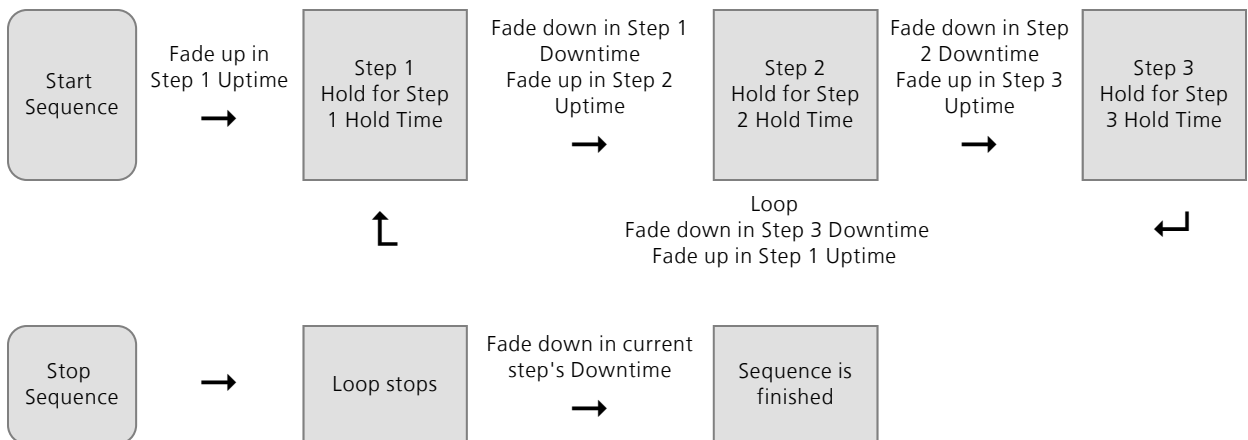 Start
Sequence
Fade up in
Step 1 Uptime
Step 1
Hold for Step
1 Hold Time
Fade down in Step 1
Downtime
Fade up in Step 2
Uptime
Step 2
Hold for Step
2 Hold Time
Fade down in Step
2 Downtime
Fade up in Step 3
Uptime
Step 3
Hold for Step
3 Hold Time
Loop
Fade down in Step 3 Downtime
Fade up in Step 1 Uptime
Stop
Sequence
Loop stops
Fade down in current
step's Downtime
Sequence is
finished